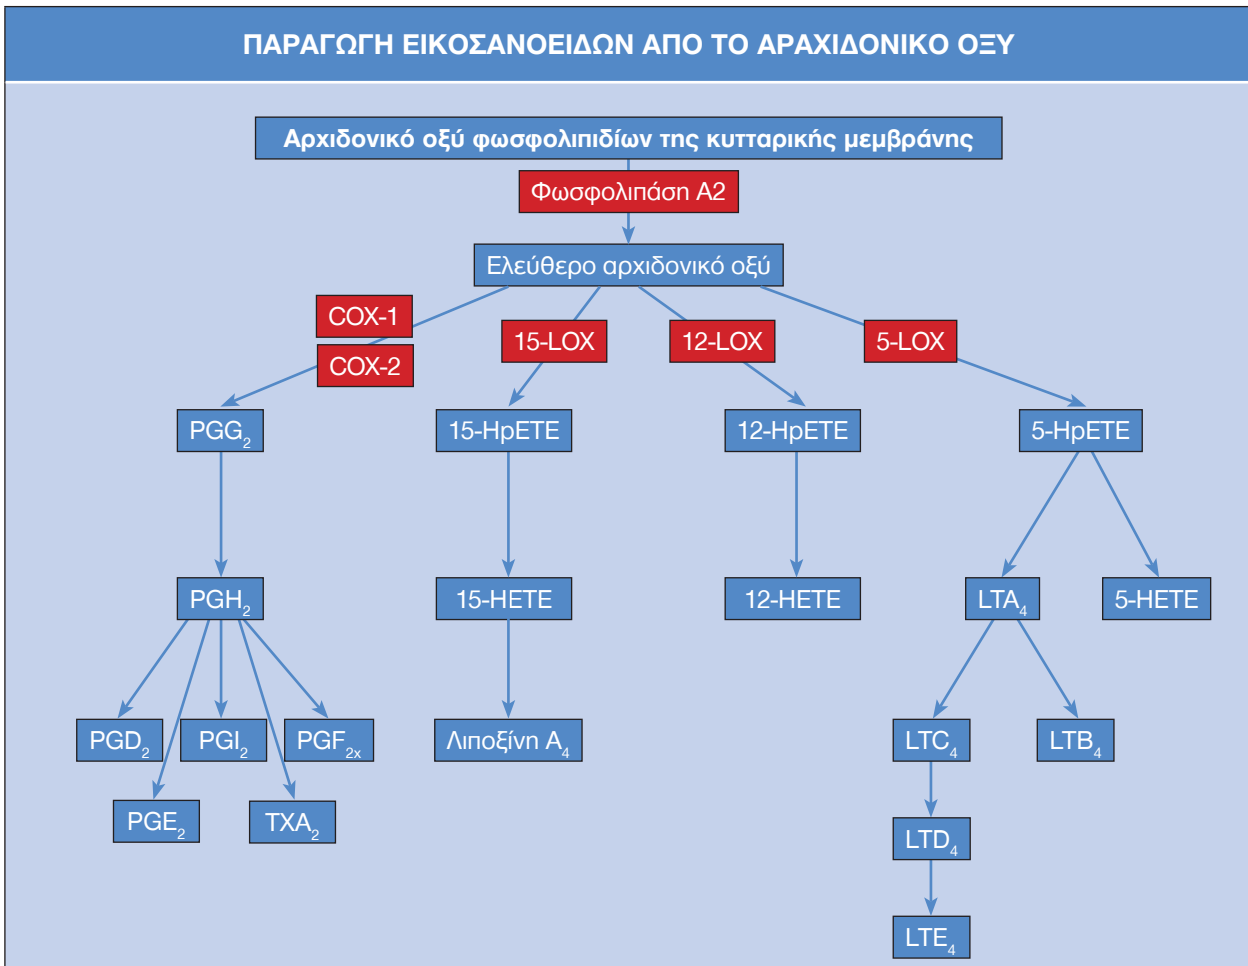 ΠΑΡΑΓΩΓΗ ΕΙΚΟΣΑΝΟΕΙΔΩΝ ΑΠΟ ΤΟ ΑΡΑΧΙΔΟΝΙΚΟ ΟΞΥ
Αρχιδονικό οξύ φωσφολιπιδίων της κυτταρικής μεμβράνης
Φωσφολιπάση Α2
Ελεύθερο αρχιδονικό οξύ
COX-1
15-LOX 12-LOX 5-LOX
COX-2
PGG₂ 15-HpETE 12-HpETE 5-HpETE
PGH₂ 15-HETE 12-HETE LTA₄ 5-HETE
PGD₂ PGI₂ PGF₂ₓ Λιποξίνη Α₄ LTC₄ LTB₄
PGE₂ TXA₂
LTD₄
LTE₄